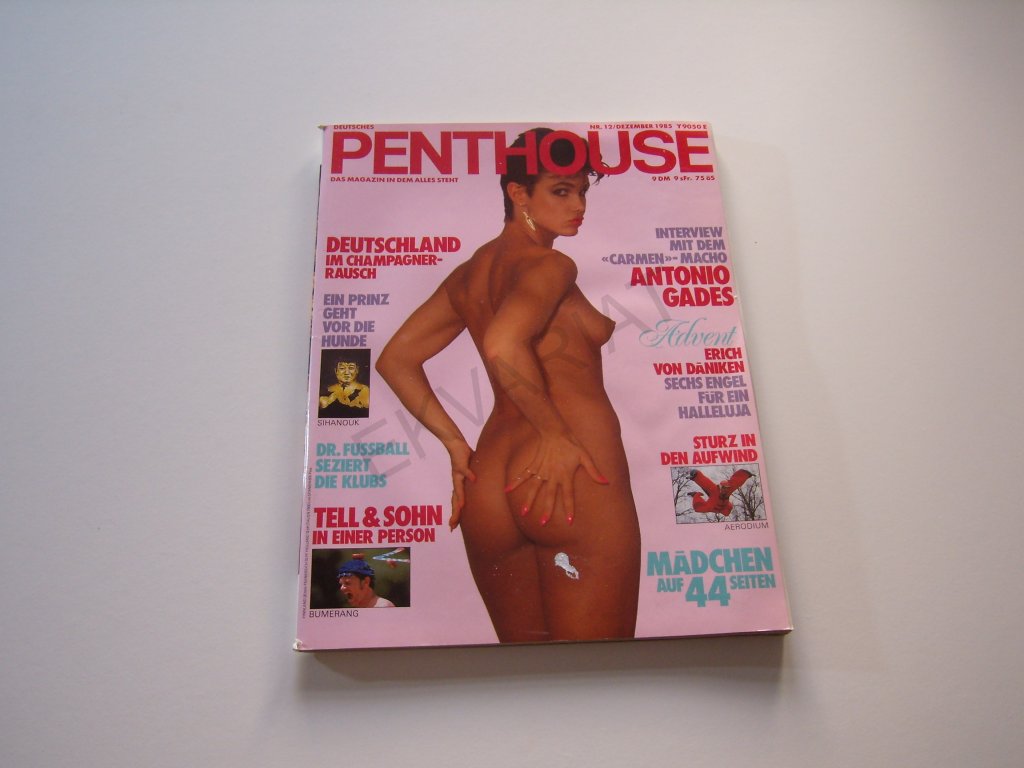 DEUTSCHES
NR. 12/DEZEMBER 1985 Y 9050 E
PENTHOUSE
DAS MAGAZIN IN DEM ALLES STEHT
9 DM 9 sFr. 75 öS
DEUTSCHLAND
IM CHAMPAGNER-
RAUSCH
EIN PRINZ
GEHT
VOR DIE
HUNDE
SIHANOUK
DR. FUSSBALL
SEZIERT
DIE KLUBS
TELL & SOHN
IN EINER PERSON
BUMERANG
INTERVIEW
MIT DEM
«CARMEN»-MACHO
ANTONIO
GADES
Advent
ERICH
VON DÄNIKEN
SECHS ENGEL
FÜR EIN
HALLELUJA
STURZ IN
DEN AUFWIND
AERODIUM
MÄDCHEN
AUF 44 SEITEN
EKVARIAT